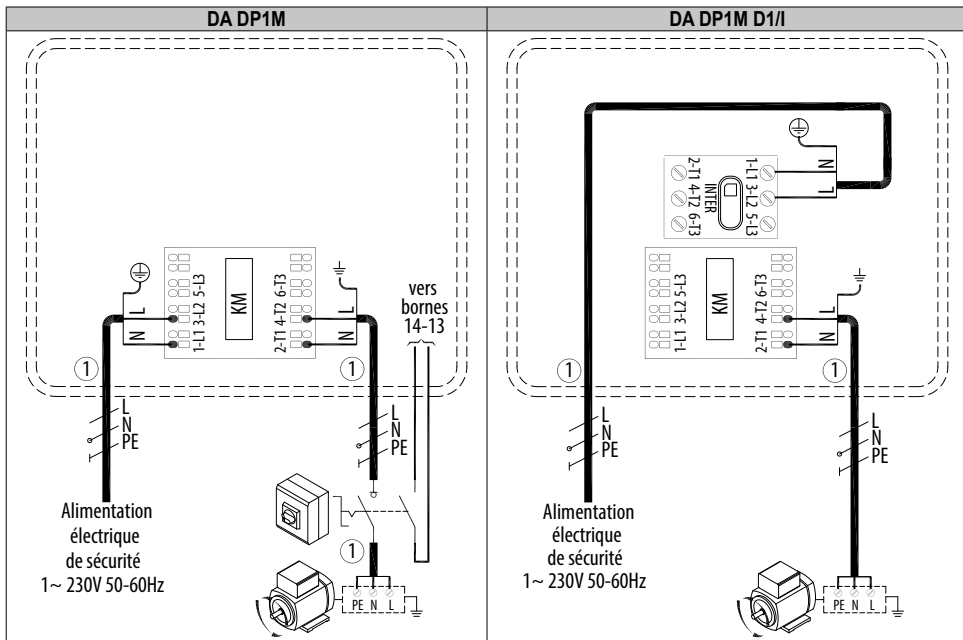 DA DP1M
L
N
1-L1 3-L2 5-L3
KM
2-T1 4-T2 6-T3
L
N
vers
bornes
14-13
1
1
L
N
PE
L
N
PE
Alimentation
électrique
de sécurité
1~ 230V 50-60Hz
1
PE N L
DA DP1M D1/I
N
L
2-T1 4-T2 6-T3
INTER
1-L1 3-L2 5-L3
1-L1 3-L2 5-L3
KM
2-T1 4-T2 6-T3
L
N
1
1
L
N
PE
L
N
PE
Alimentation
électrique
de sécurité
1~ 230V 50-60Hz
PE N L